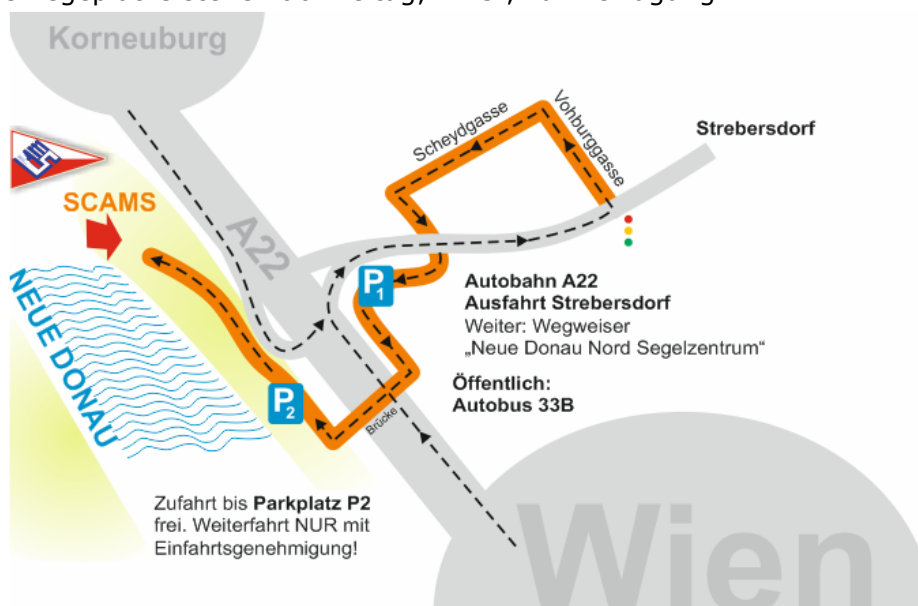 Korneuburg
Scheydgasse
Vohburggasse
Strebersdorf
SCAMS
A22
NEUE DONAU
P1
Autobahn A22
Ausfahrt Strebersdorf
Weiter: Wegweiser
„Neue Donau Nord Segelzentrum“
Öffentlich:
Autobus 33B
P2
Brücke
Zufahrt bis Parkplatz P2
frei. Weiterfahrt NUR mit
Einfahrtsgenehmigung!
Wien